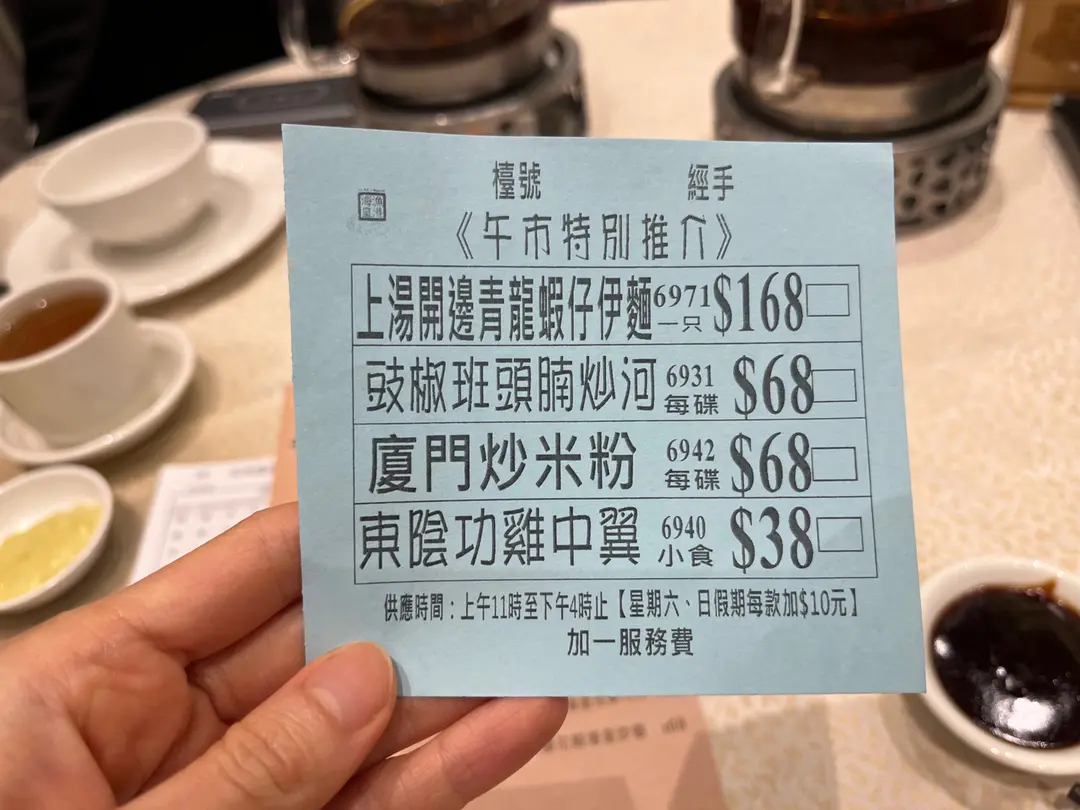 檯號 經手
《午市特別推介》
上湯開邊青龍蝦仔伊麵 6971 一只 $168
豉椒班頭腩炒河 6931 每碟 $68
廈門炒米粉 6942 每碟 $68
東陰功雞中翼 6940 小食 $38
供應時間：上午11時至下午4時止【星期六、日假期每款加$10元】
加一服務費